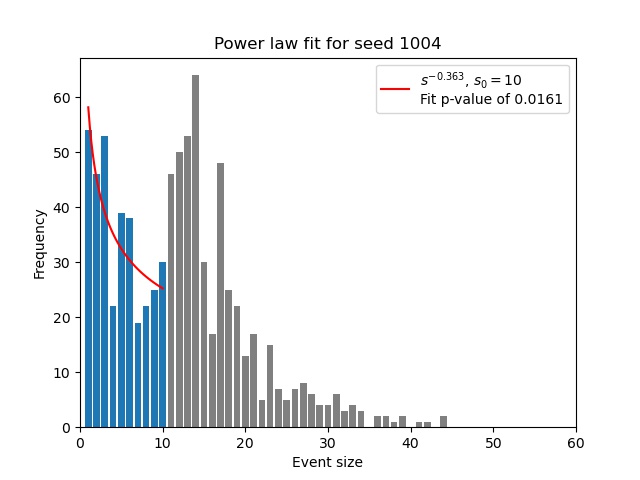 Power law fit for seed 1004
s^{-0.363}, s_0 = 10
Fit p-value of 0.0161
Frequency
60
50
40
30
20
10
0
0 10 20 30 40 50 60
Event size